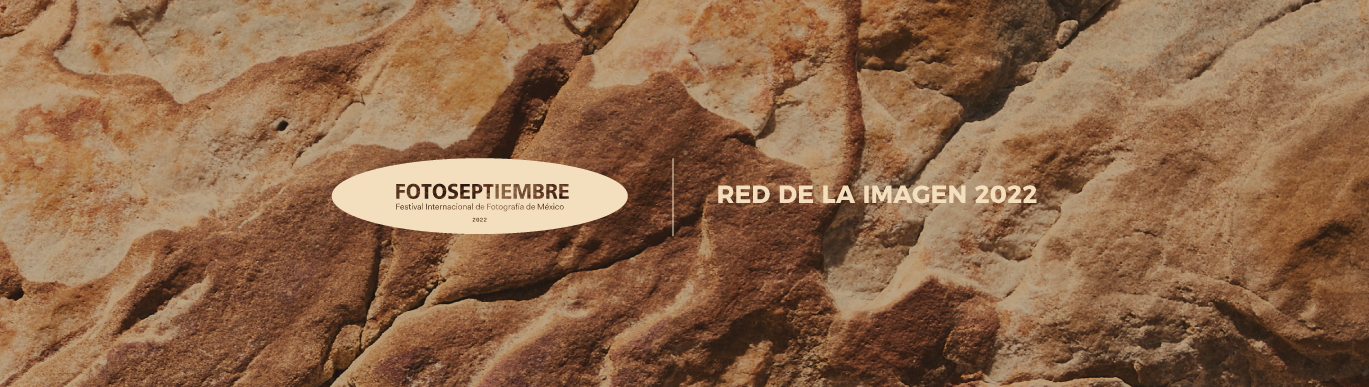 FOTOSEPTIEMBRE
Festival Internacional de Fotografía de México
2022
RED DE LA IMAGEN 2022